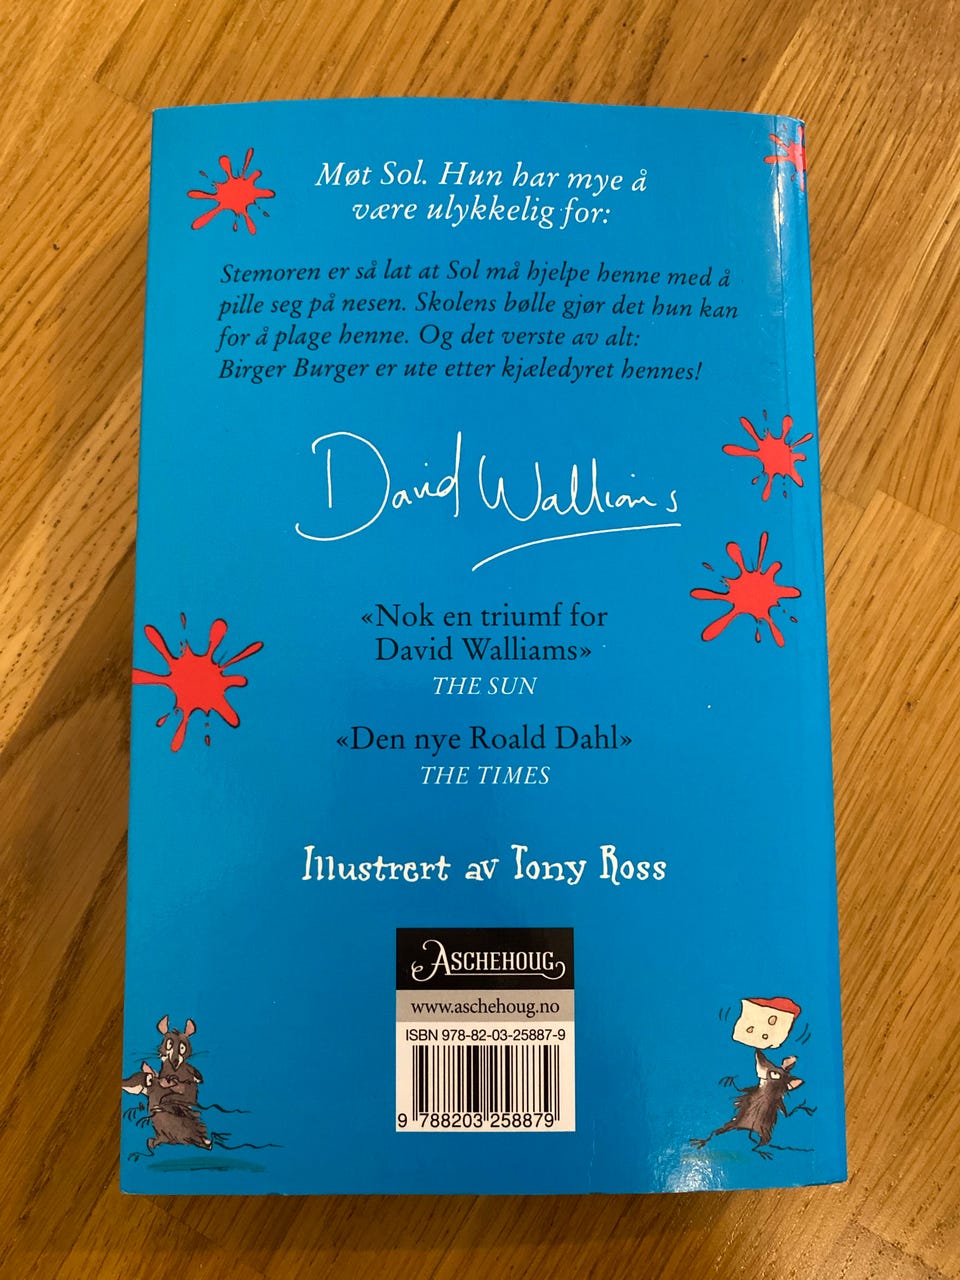 Møt Sol. Hun har mye å
være ulykkelig for:
Stemoren er så lat at Sol må hjelpe henne med å
pille seg på nesen. Skolens bølle gjør det hun kan
for å plage henne. Og det verste av alt:
Birger Burger er ute etter kjæledyret hennes!
David Walliams
«Nok en triumf for
David Walliams»
THE SUN
«Den nye Roald Dahl»
THE TIMES
Illustrert av Tony Ross
ASCHEHOUG
www.aschehoug.no
ISBN 978-82-03-25887-9
9 788203 258879